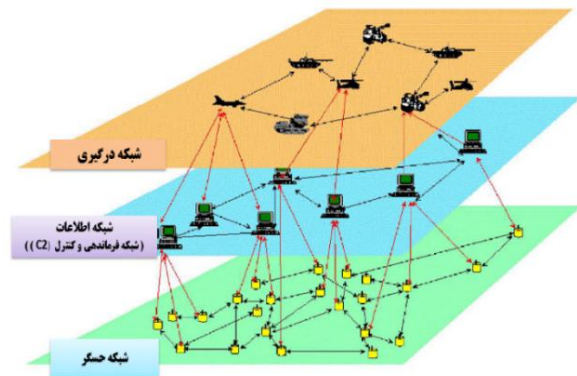 شبکه درگیری
شبکه اطلاعات
(شبکه فرماندهی و کنترل (C2))
شبکه حسگر